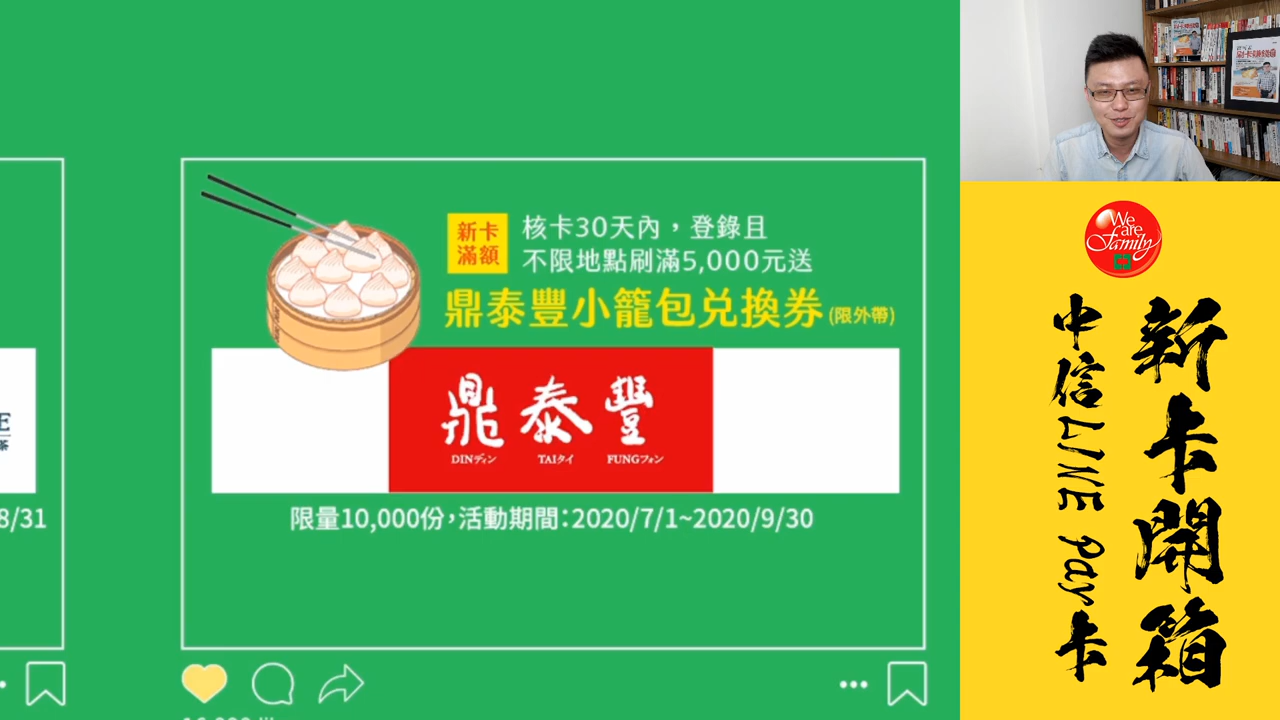 新卡
滿額
核卡30天內，登錄且
不限地點刷滿5,000元送
鼎泰豐小籠包兌換券(限外帶)
鼎泰豐
DINディン TAIタイ FUNGフォン
限量10,000份，活動期間：2020/7/1~2020/9/30
E
茶
8/31
We
are
Family
新卡開箱
中信LINE Pay卡